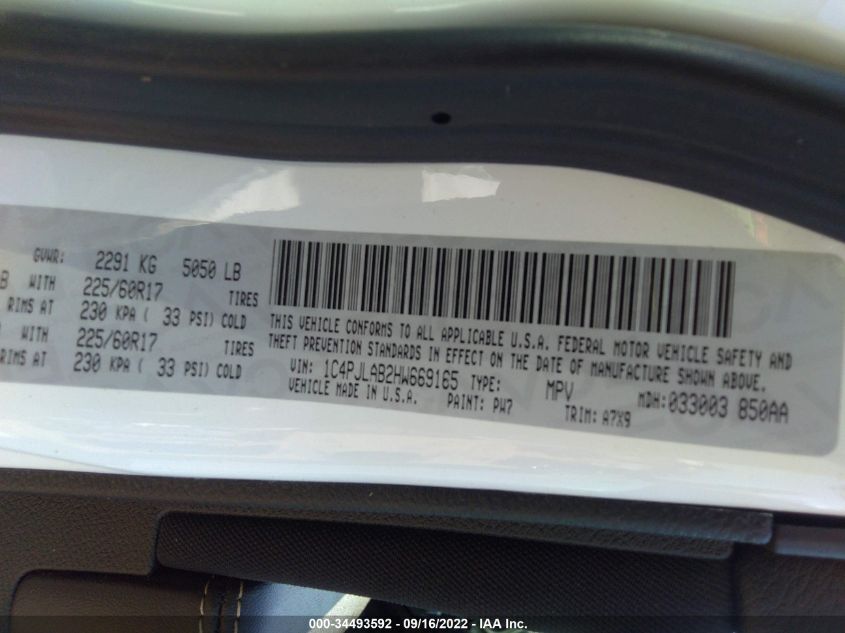 GVWR: 2291 KG 5050 LB
B WITH 225/60R17 TIRES
RIMS AT 230 KPA ( 33 PSI) COLD
WITH 225/60R17 TIRES
RIMS AT 230 KPA ( 33 PSI) COLD
THIS VEHICLE CONFORMS TO ALL APPLICABLE U.S.A. FEDERAL MOTOR VEHICLE SAFETY AND
THEFT PREVENTION STANDARDS IN EFFECT ON THE DATE OF MANUFACTURE SHOWN ABOVE.
VIN: 1C4PJLAB2HW669165 TYPE: MPV MDH: 033003 850AA
VEHICLE MADE IN U.S.A. PAINT: PW7 TRIM: A7X9
000-34493592 - 09/16/2022 - IAA Inc.